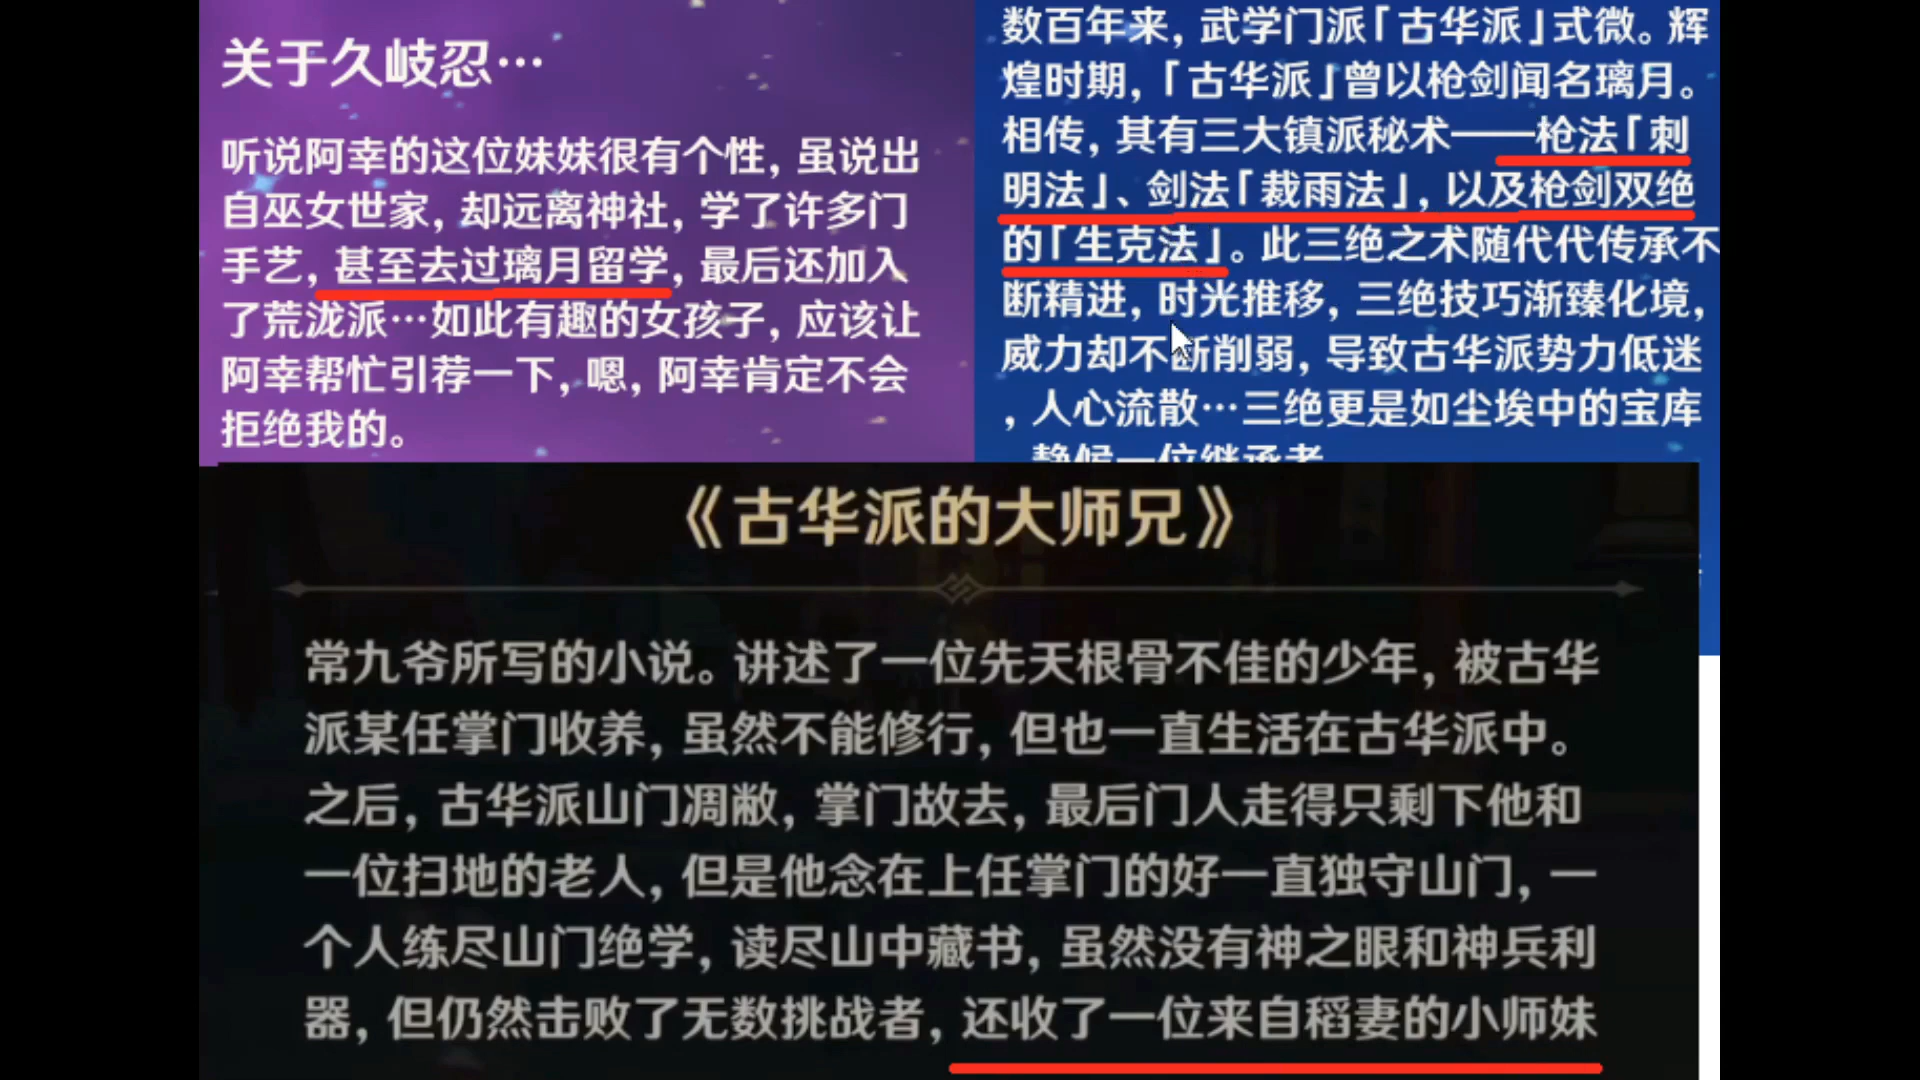 关于久岐忍…
听说阿幸的这位妹妹很有个性，虽说出
自巫女世家，却远离神社，学了许多门
手艺，甚至去过璃月留学，最后还加入
了荒泷派…如此有趣的女孩子，应该让
阿幸帮忙引荐一下，嗯，阿幸肯定不会
拒绝我的。
数百年来，武学门派「古华派」式微。辉
煌时期，「古华派」曾以枪剑闻名璃月。
相传，其有三大镇派秘术——枪法「刺
明法」、剑法「裁雨法」，以及枪剑双绝
的「生克法」。此三绝之术随代代传承不
断精进，时光推移，三绝技巧渐臻化境，
威力却不断削弱，导致古华派势力低迷
，人心流散…三绝更是如尘埃中的宝库
，静候一位继承者
《古华派的大师兄》
常九爷所写的小说。讲述了一位先天根骨不佳的少年，被古华
派某任掌门收养，虽然不能修行，但也一直生活在古华派中。
之后，古华派山门凋敝，掌门故去，最后门人走得只剩下他和
一位扫地的老人，但是他念在上任掌门的好一直独守山门，一
个人练尽山门绝学，读尽山中藏书，虽然没有神之眼和神兵利
器，但仍然击败了无数挑战者，还收了一位来自稻妻的小师妹